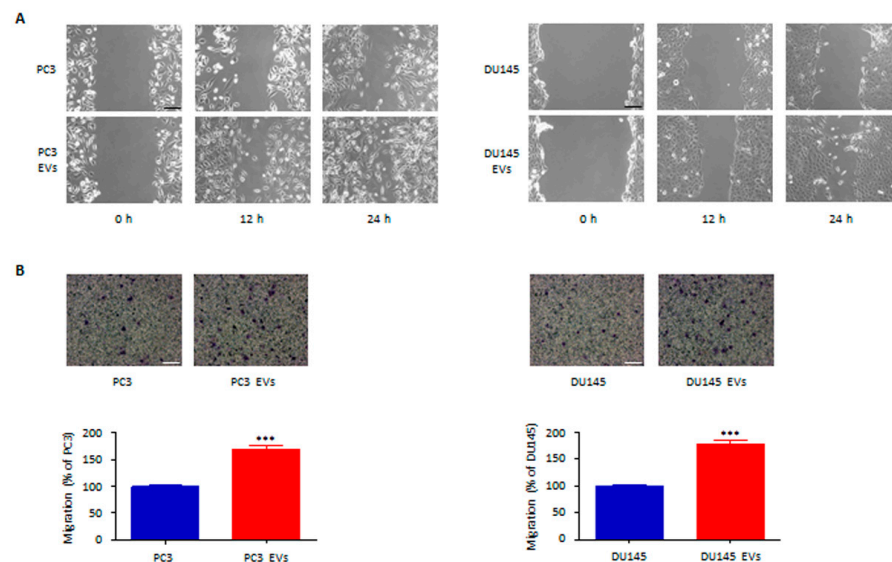 A
PC3
PC3
EVs
0 h
12 h
24 h
DU145
DU145
EVs
0 h
12 h
24 h
B
PC3
PC3 EVs
DU145
DU145 EVs
Migration (% of PC3)
200
150
100
50
0
***
PC3
PC3 EVs
Migration (% of DU145)
200
150
100
50
0
***
DU145
DU145 EVs